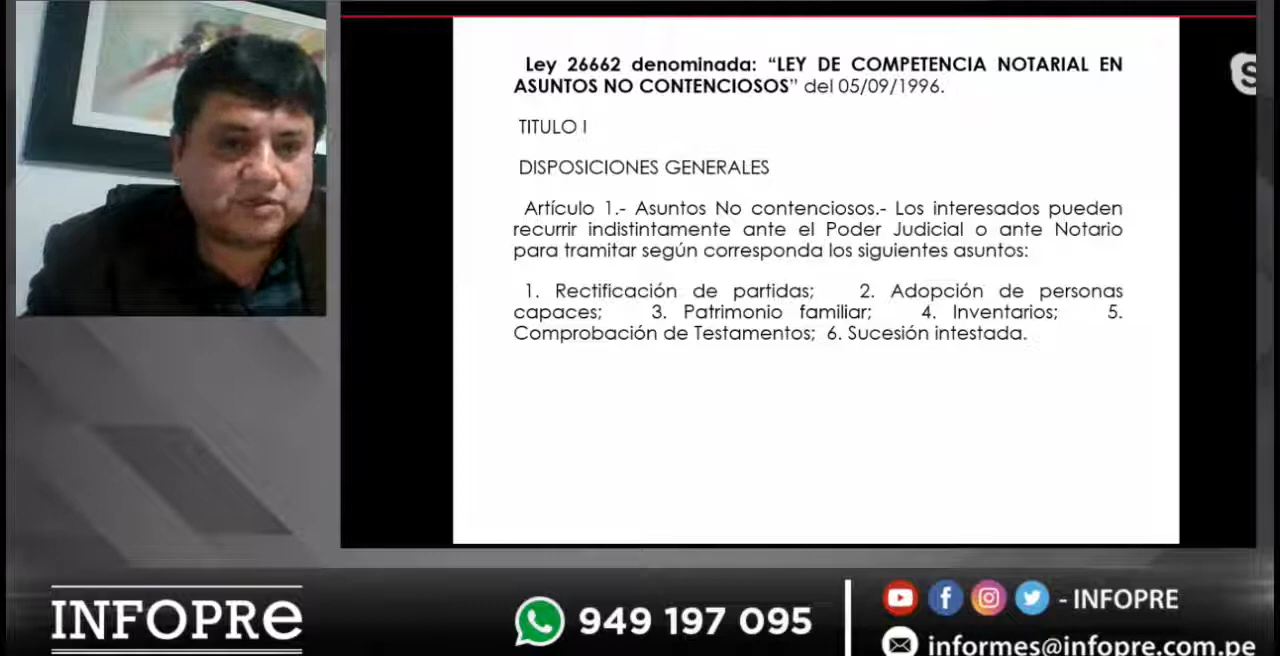 Ley 26662 denominada: “LEY DE COMPETENCIA NOTARIAL EN
ASUNTOS NO CONTENCIOSOS” del 05/09/1996.
TITULO I
DISPOSICIONES GENERALES
Artículo 1.- Asuntos No contenciosos.- Los interesados pueden
recurrir indistintamente ante el Poder Judicial o ante Notario
para tramitar según corresponda los siguientes asuntos:
1. Rectificación de partidas; 2. Adopción de personas
capaces; 3. Patrimonio familiar; 4. Inventarios; 5.
Comprobación de Testamentos; 6. Sucesión intestada.
S
INFOPRe
949 197 095
- INFOPRE
informes@infopre.com.pe